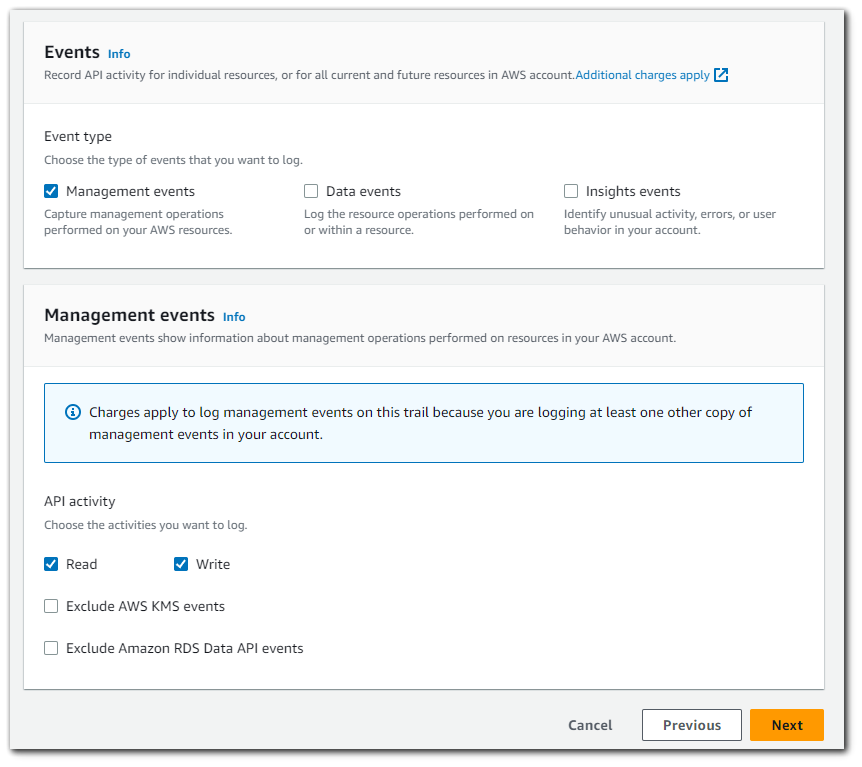 Events Info
Record API activity for individual resources, or for all current and future resources in AWS account.Additional charges apply
Event type
Choose the type of events that you want to log.
Management events Data events Insights events
Capture management operations Log the resource operations performed on Identify unusual activity, errors, or user
performed on your AWS resources. or within a resource. behavior in your account.
Management events Info
Management events show information about management operations performed on resources in your AWS account.
Charges apply to log management events on this trail because you are logging at least one other copy of
management events in your account.
API activity
Choose the activities you want to log.
Read Write
Exclude AWS KMS events
Exclude Amazon RDS Data API events
Cancel Previous Next